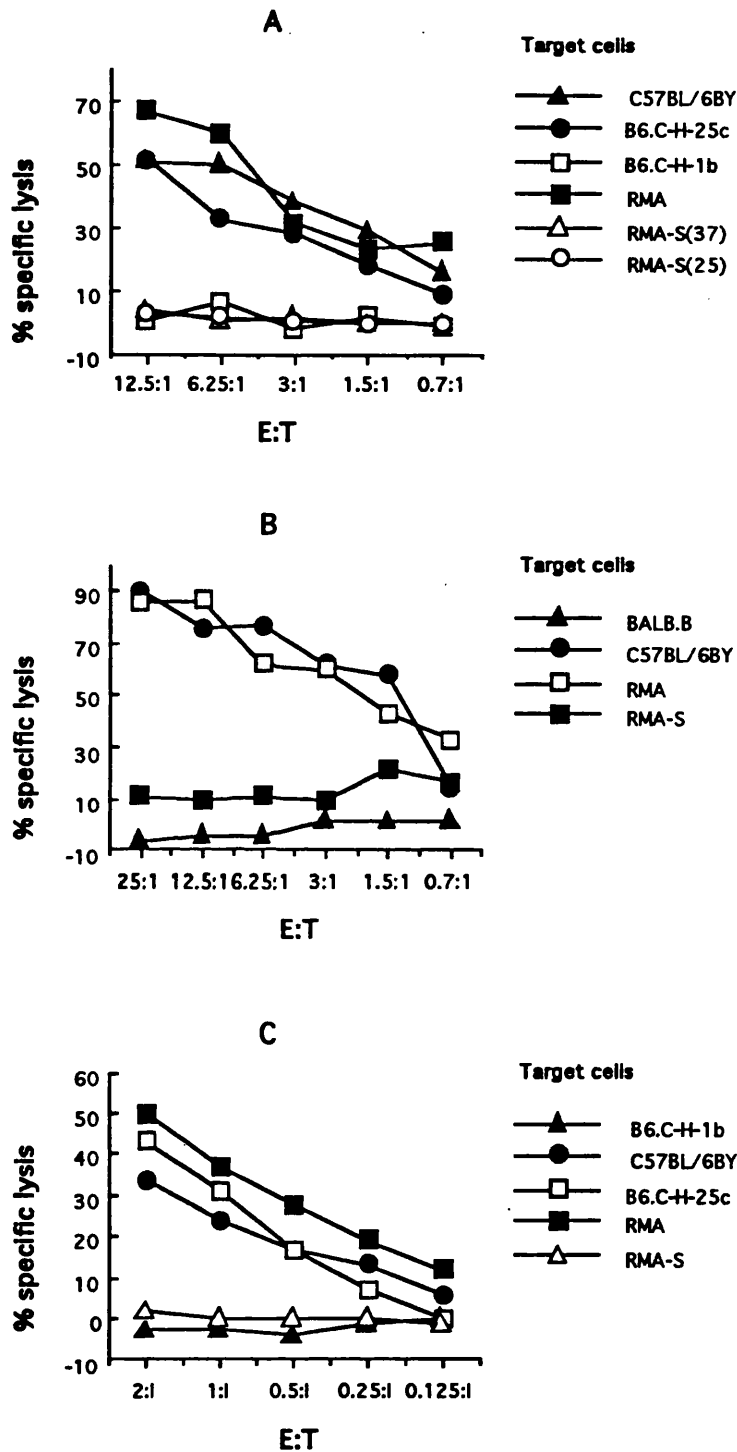 A
Target cells
C57BL/6BY
B6.C-H-25c
B6.C-H-1b
RMA
RMA-S(37)
RMA-S(25)
% specific lysis
70
50
30
10
-10
12.5:1 6.25:1 3:1 1.5:1 0.7:1
E:T
B
Target cells
BALB.B
C57BL/6BY
RMA
RMA-S
% specific lysis
90
70
50
30
10
-10
25:1 12.5:1 6.25:1 3:1 1.5:1 0.7:1
E:T
C
Target cells
B6.C-H-1b
C57BL/6BY
B6.C-H-25c
RMA
RMA-S
% specific lysis
60
50
40
30
20
10
0
-10
2:1 1:1 0.5:1 0.25:1 0.125:1
E:T